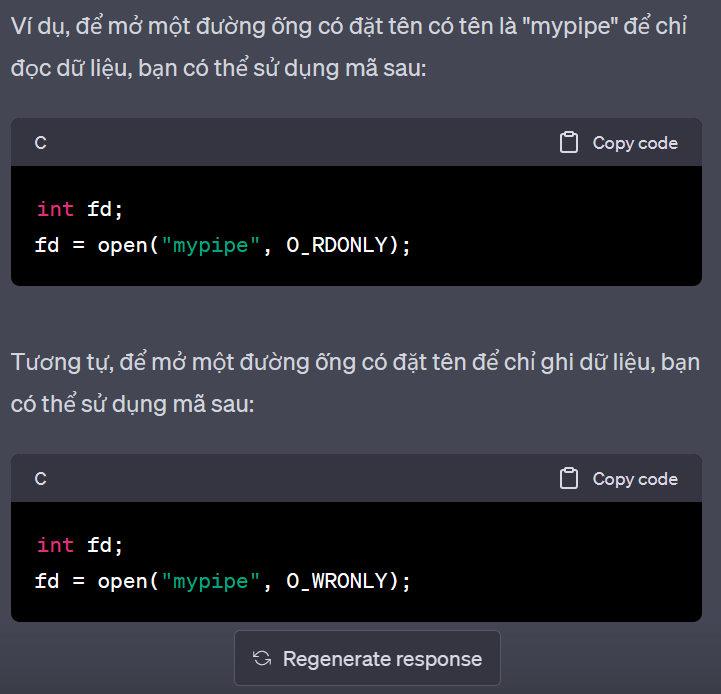 Ví dụ, để mở một đường ống có đặt tên có tên là "mypipe" để chỉ
đọc dữ liệu, bạn có thể sử dụng mã sau:
C Copy code
int fd;
fd = open("mypipe", O_RDONLY);
Tương tự, để mở một đường ống có đặt tên để chỉ ghi dữ liệu, bạn
có thể sử dụng mã sau:
C Copy code
int fd;
fd = open("mypipe", O_WRONLY);
Regenerate response